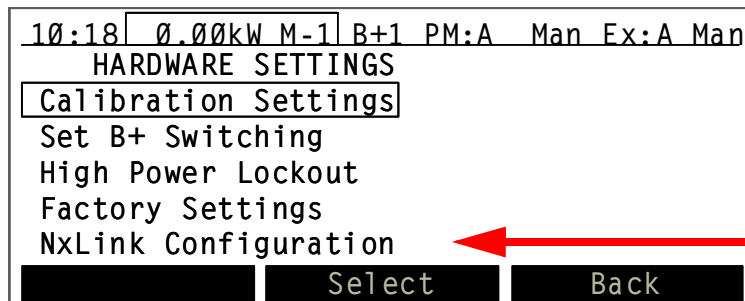 10:18 0.00kW M-1 B+1 PM:A Man Ex:A Man
HARDWARE SETTINGS
Calibration Settings
Set B+ Switching
High Power Lockout
Factory Settings
NxLink Configuration
Select Back